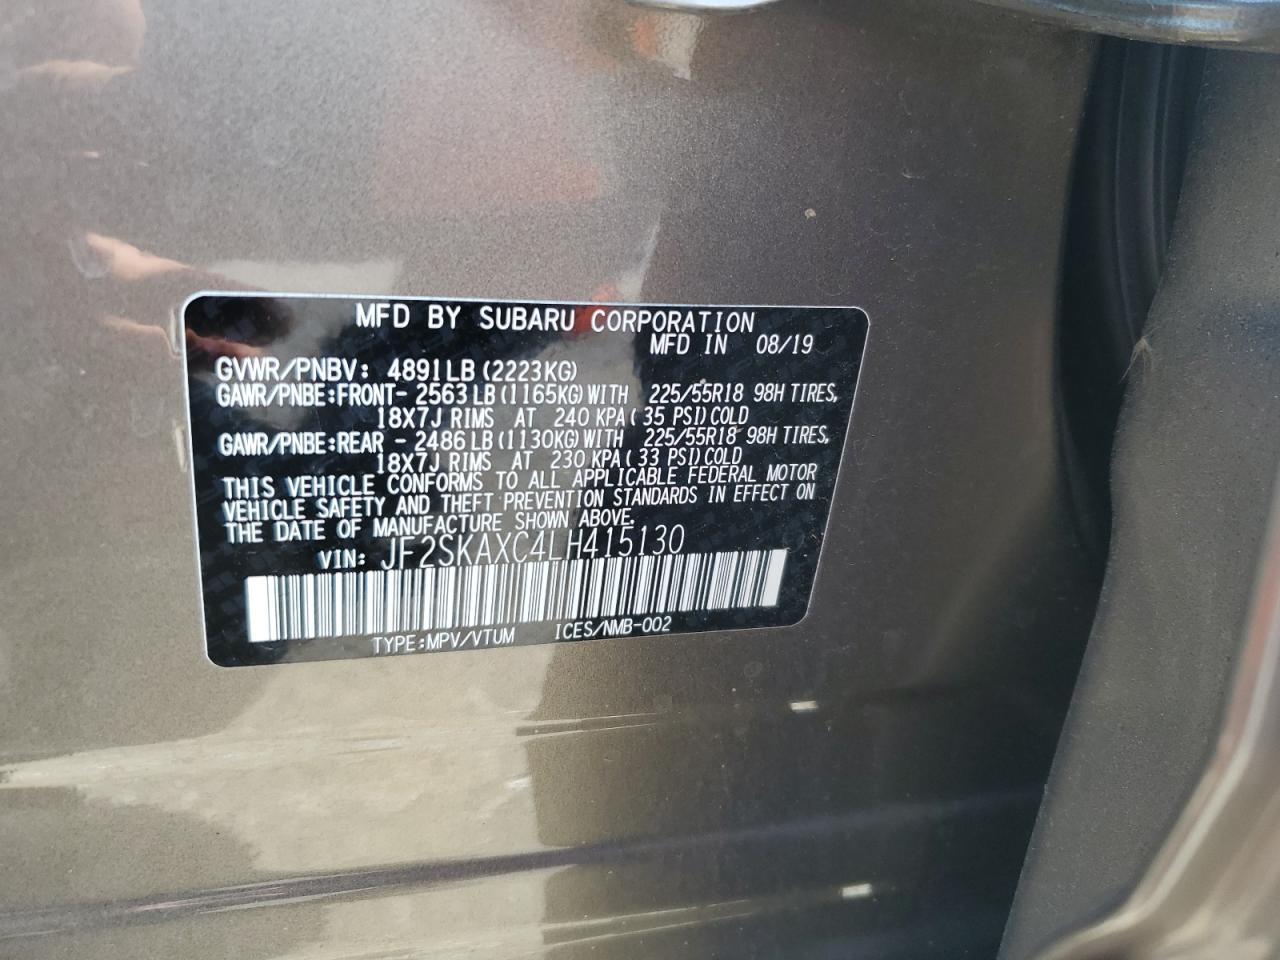 MFD BY SUBARU CORPORATION
MFD IN 08/19
GVWR/PNBV: 4891LB(2223KG)
GAWR/PNBE:FRONT- 2563LB(1165KG)WITH 225/55R18 98H TIRES,
18X7J RIMS AT 240 KPA(35 PSI)COLD
GAWR/PNBE:REAR - 2486LB(1130KG)WITH 225/55R18 98H TIRES,
18X7J RIMS AT 230 KPA(33 PSI)COLD
THIS VEHICLE CONFORMS TO ALL APPLICABLE FEDERAL MOTOR
VEHICLE SAFETY AND THEFT PREVENTION STANDARDS IN EFFECT ON
THE DATE OF MANUFACTURE SHOWN ABOVE.
VIN: JF2SKAXC4LH415130
TYPE:MPV/VTUM ICES/NMB-002